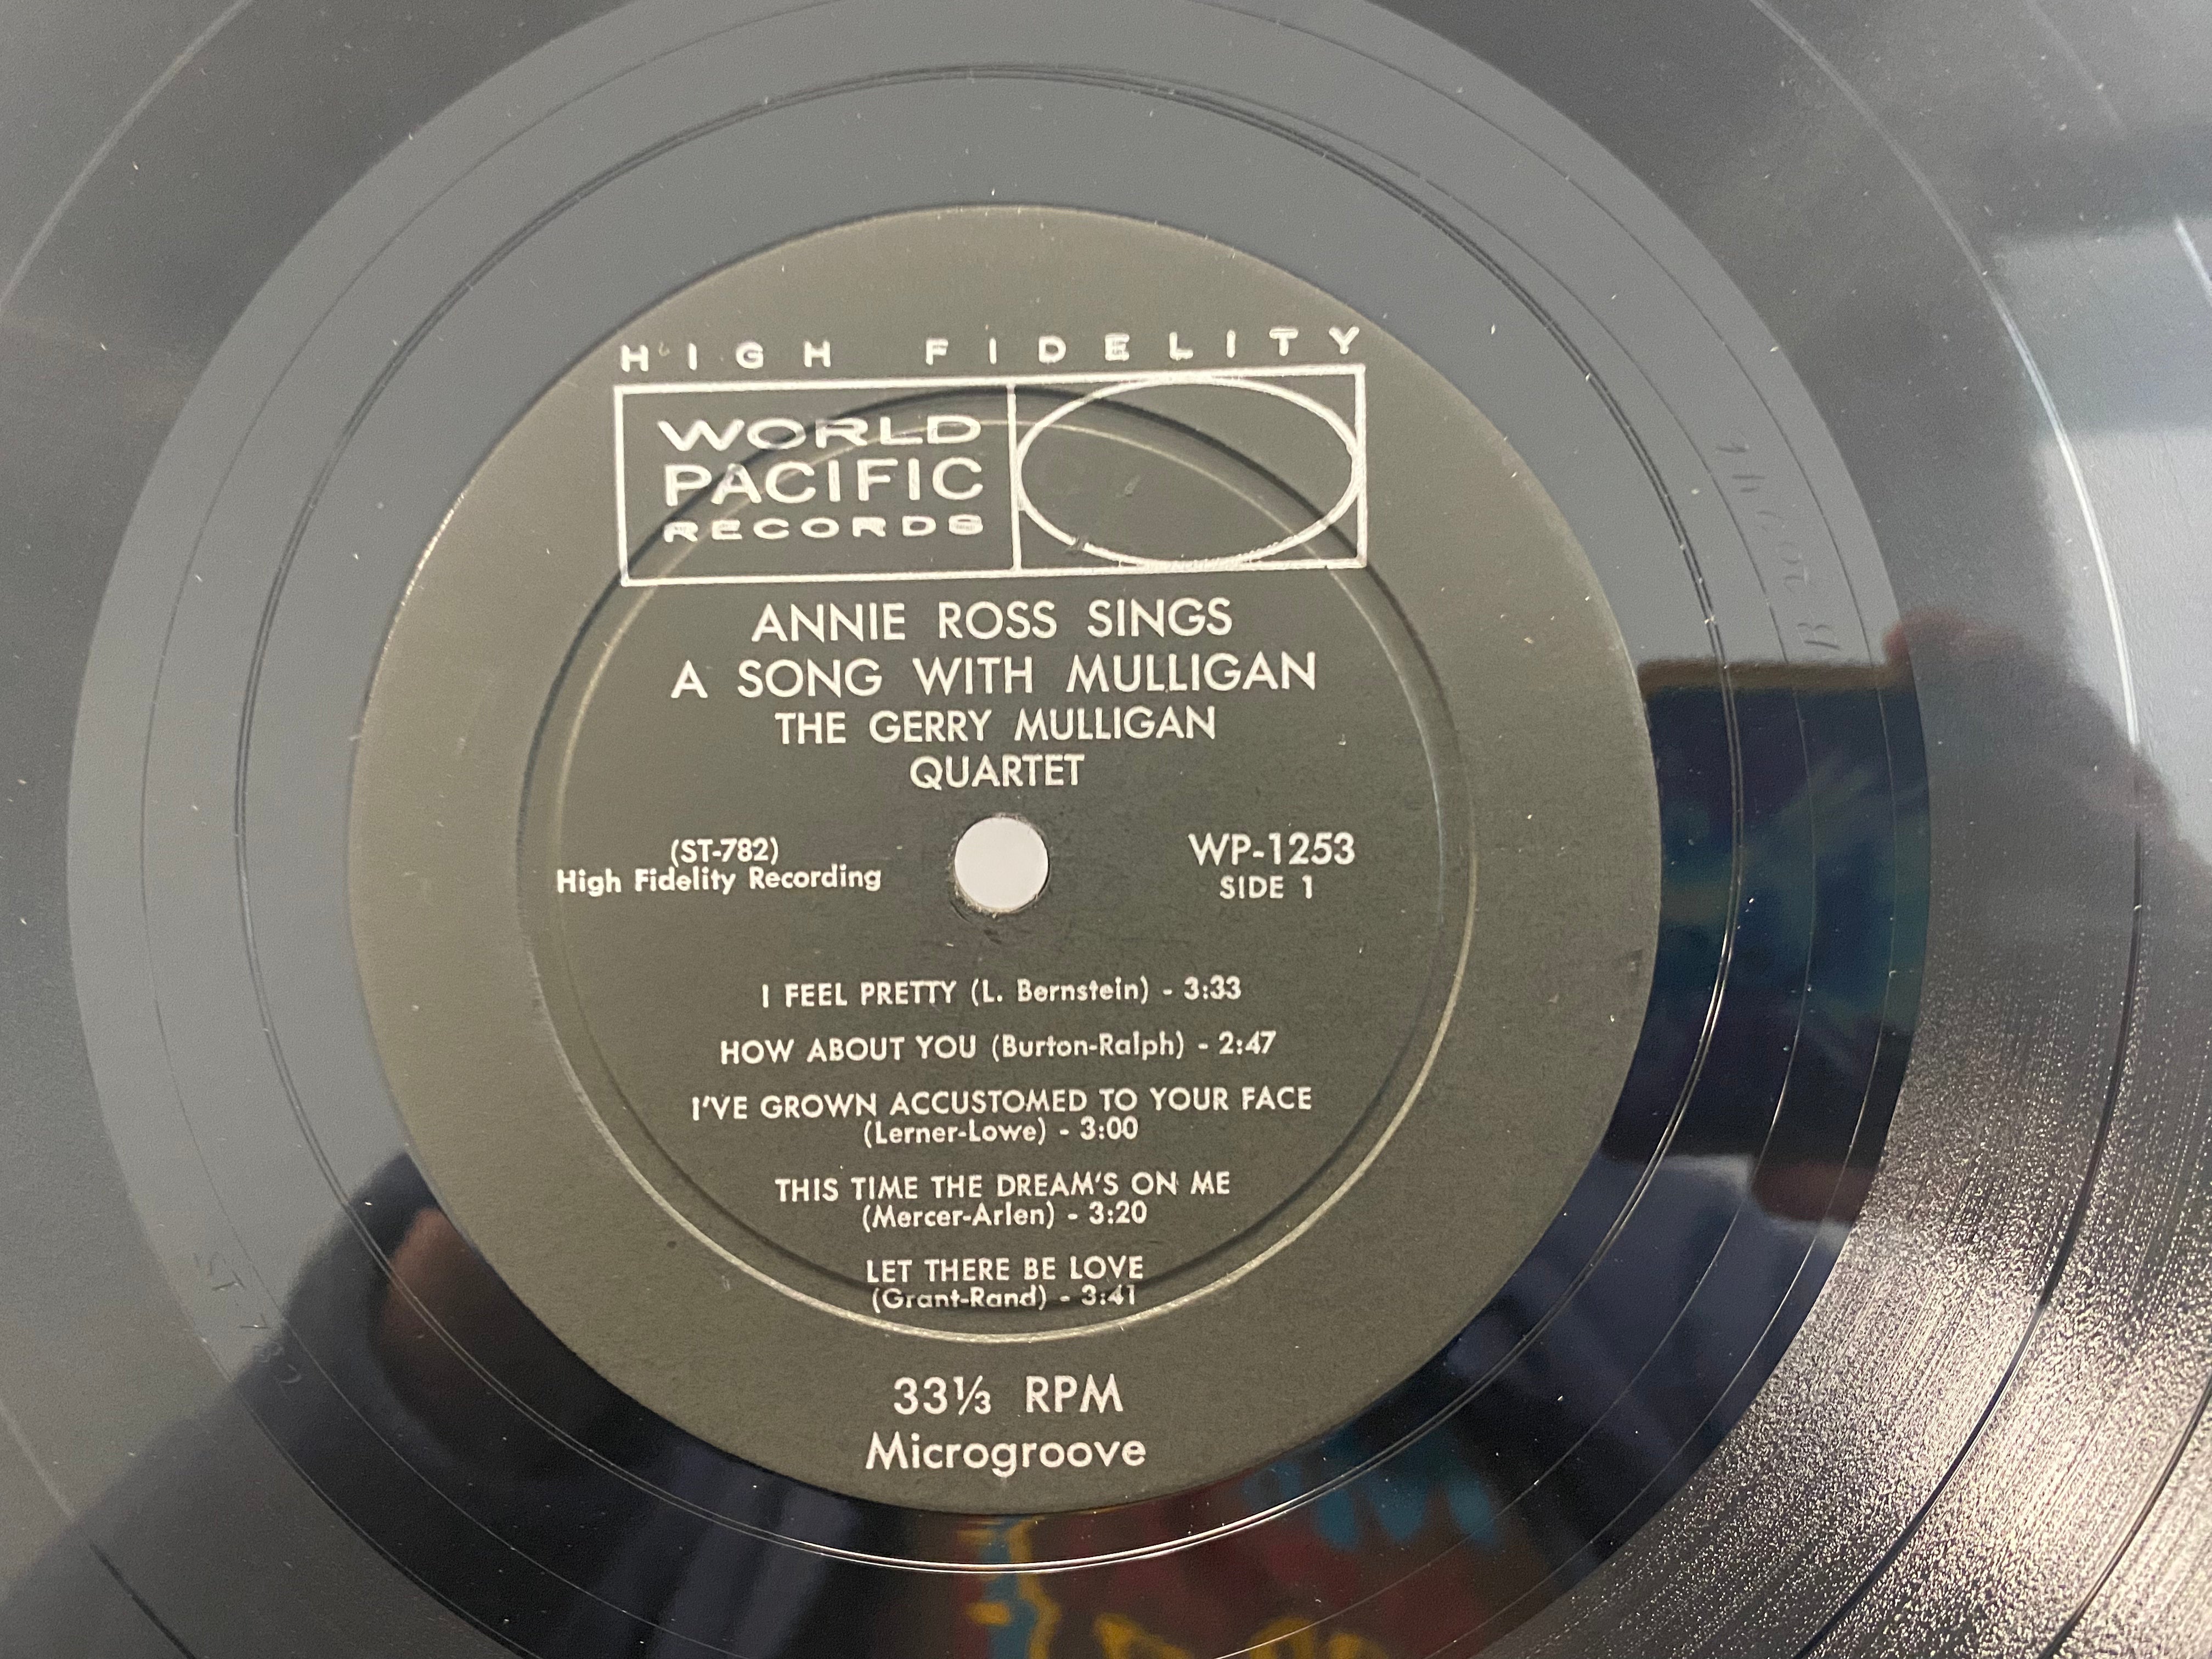 HIGH FIDELITY
WORLD
PACIFIC
RECORDS
ANNIE ROSS SINGS
A SONG WITH MULLIGAN
THE GERRY MULLIGAN
QUARTET
(ST-782)
High Fidelity Recording
WP-1253
SIDE 1
I FEEL PRETTY (L. Bernstein) - 3:33
HOW ABOUT YOU (Burton-Ralph) - 2:47
I'VE GROWN ACCUSTOMED TO YOUR FACE
(Lerner-Lowe) - 3:00
THIS TIME THE DREAM'S ON ME
(Mercer-Arlen) - 3:20
LET THERE BE LOVE
(Grant-Rand) - 3:41
33⅓ RPM
Microgroove